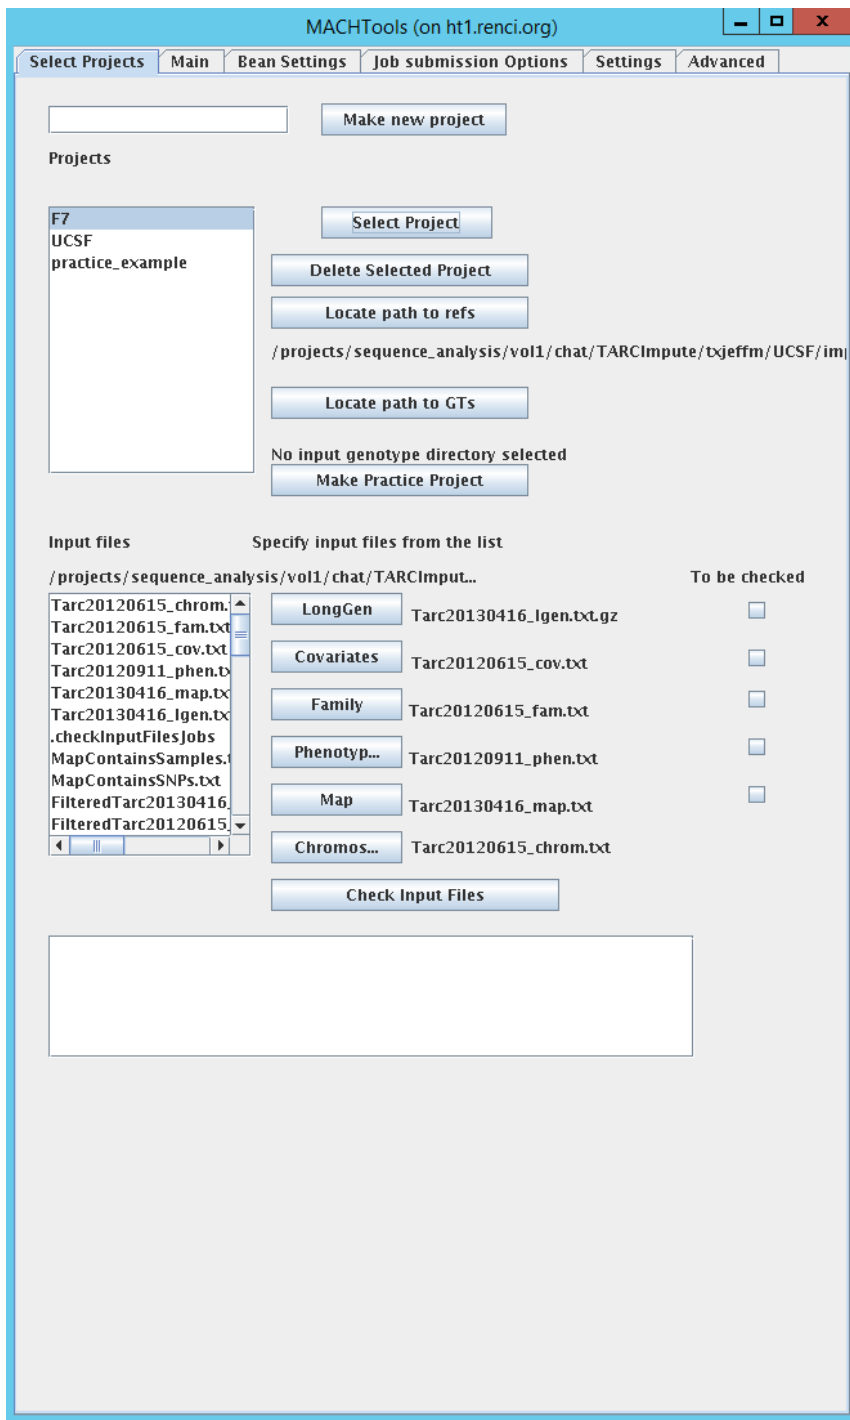 MACHTools (on ht1.renci.org)
Select Projects Main Bean Settings Job submission Options Settings Advanced
Make new project
Projects
F7
UCSF
practice_example
Select Project
Delete Selected Project
Locate path to refs
/projects/sequence_analysis/vol1/chat/TARCImpute/txjeffm/UCSF/imp
Locate path to GTs
No input genotype directory selected
Make Practice Project
Input files Specify input files from the list
/projects/sequence_analysis/vol1/chat/TARCImput... To be checked
Tarc20120615_chrom.
Tarc20120615_fam.txt
Tarc20120615_cov.txt
Tarc20120911_phen.tx
Tarc20130416_map.tx
Tarc20130416_lgen.tx
.checkInputFilesJobs
MapContainsSamples.t
MapContainsSNPs.txt
FilteredTarc20130416_
FilteredTarc20120615_
LongGen Tarc20130416_lgen.txt.gz
Covariates Tarc20120615_cov.txt
Family Tarc20120615_fam.txt
Phenotyp... Tarc20120911_phen.txt
Map Tarc20130416_map.txt
Chromos... Tarc20120615_chrom.txt
Check Input Files